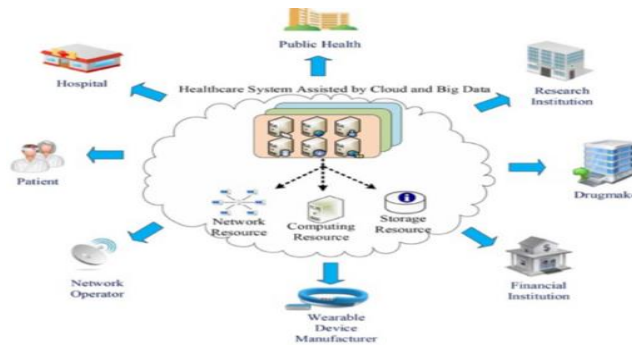 Public Health
Hospital
Healthcare System Assisted by Cloud and Big Data
Research
Institution
Patient
Drugmake
Network
Resource
Computing
Resource
Storage
Resource
Network
Operator
Financial
Institution
Wearable
Device
Manufacturer